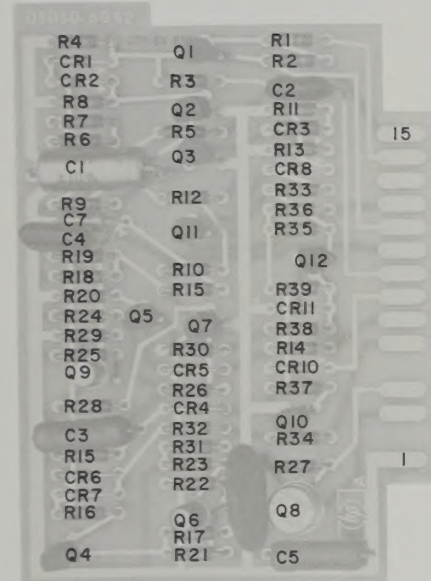 R4
CR1
CR2
R8
R7
R6
C1
R9
C7
C4
R19
R18
R20
R24
R29
R25
Q9
R28
C3
R15
CR6
CR7
R16
Q4
Q5
Q1
R3
Q2
R5
Q3
R12
Q11
R10
R15
Q7
R30
CR5
R26
CR4
R32
R31
R23
R22
Q6
R17
R21
R1
R2
C2
R11
CR3
R13
CR8
R33
R36
R35
Q12
R39
CR11
R38
R14
CR10
R37
Q10
R34
R27
Q8
C5
15
1